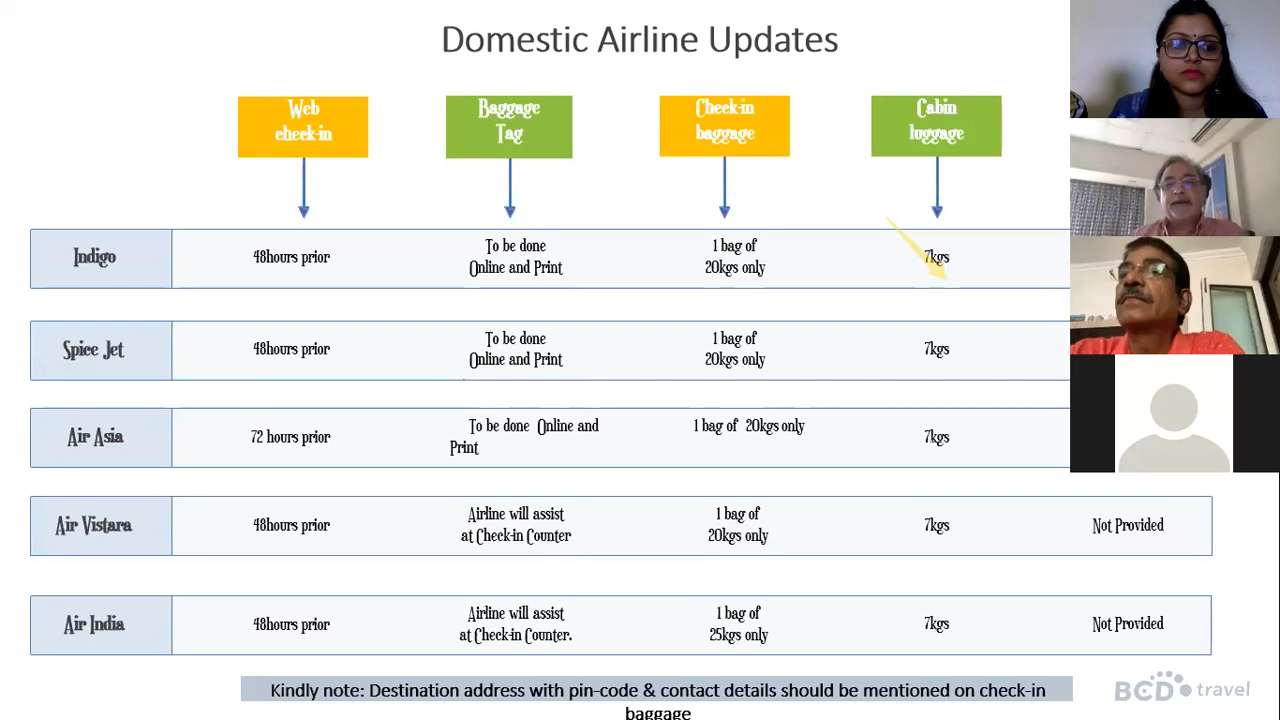 Domestic Airline Updates
Web
check-in
Baggage
Tag
Check-in
baggage
Cabin
luggage
Indigo
48hours prior
To be done
Online and Print
1 bag of
20kgs only
7kgs
Spice Jet
48hours prior
To be done
Online and Print
1 bag of
20kgs only
7kgs
Air Asia
72 hours prior
To be done Online and
Print
1 bag of 20kgs only
7kgs
Air Vistara
48hours prior
Airline will assist
at Check-in Counter
1 bag of
20kgs only
7kgs
Not Provided
Air India
48hours prior
Airline will assist
at Check-in Counter.
1 bag of
25kgs only
7kgs
Not Provided
Kindly note: Destination address with pin-code & contact details should be mentioned on check-in
baggage
BCD travel